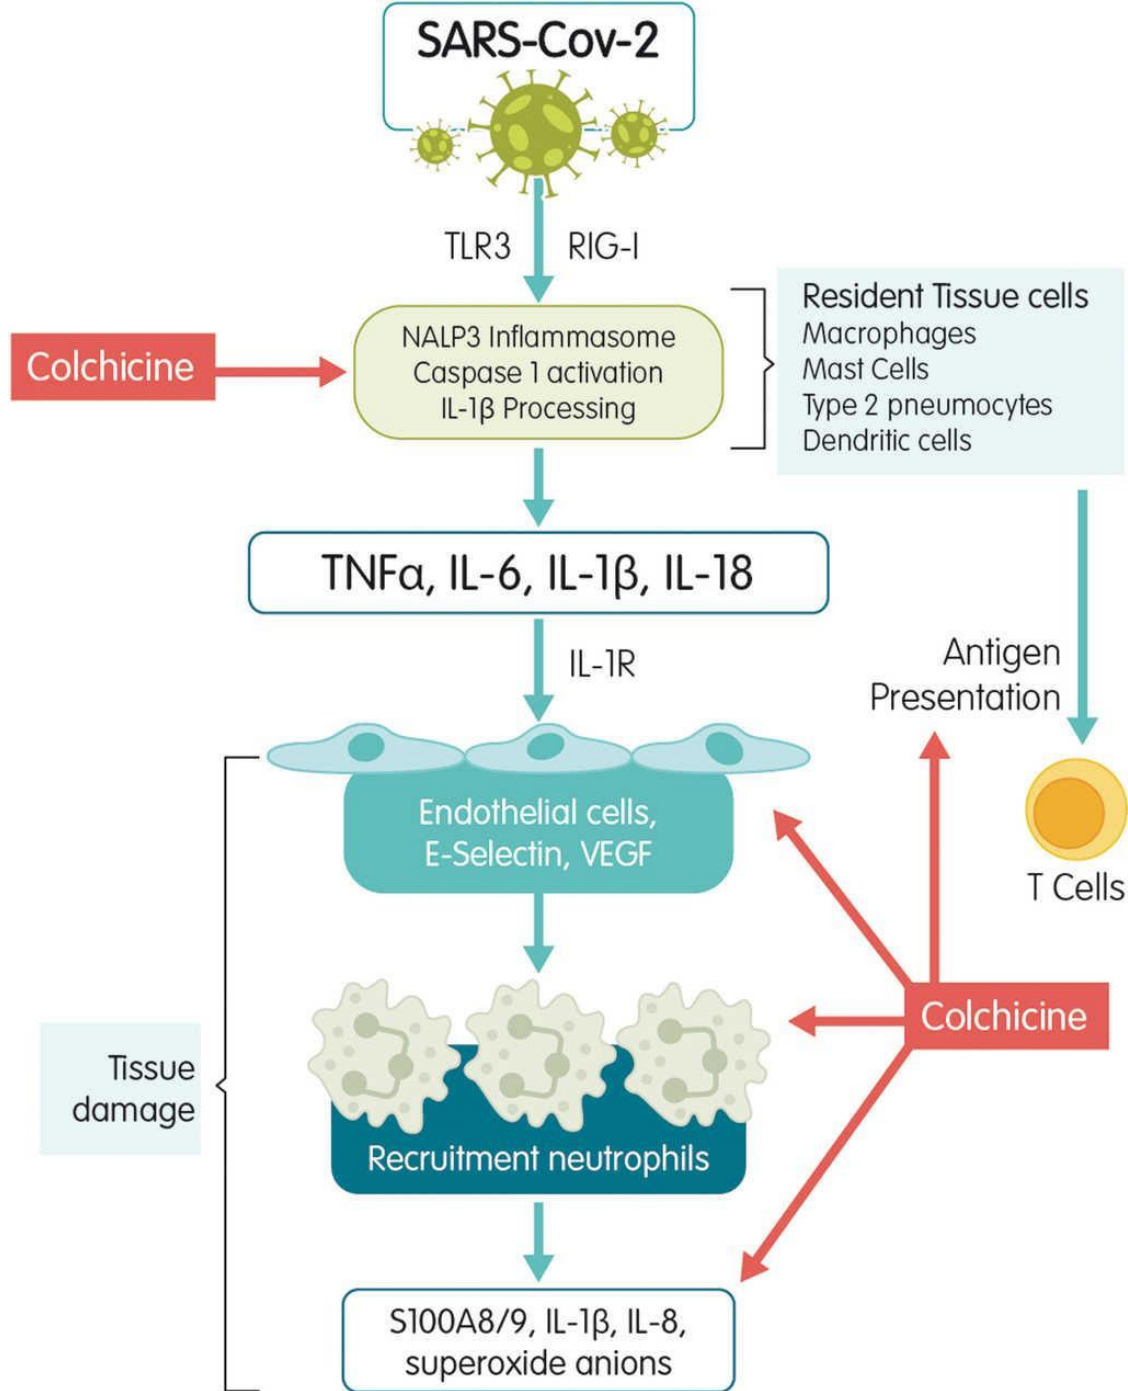 SARS-Cov-2
TLR3
RIG-I
Colchicine
NALP3 Inflammasome
Caspase 1 activation
IL-1β Processing
Resident Tissue cells
Macrophages
Mast Cells
Type 2 pneumocytes
Dendritic cells
TNFα, IL-6, IL-1β, IL-18
IL-1R
Antigen
Presentation
T Cells
Endothelial cells,
E-Selectin, VEGF
Colchicine
Tissue
damage
Recruitment neutrophils
S100A8/9, IL-1β, IL-8,
superoxide anions